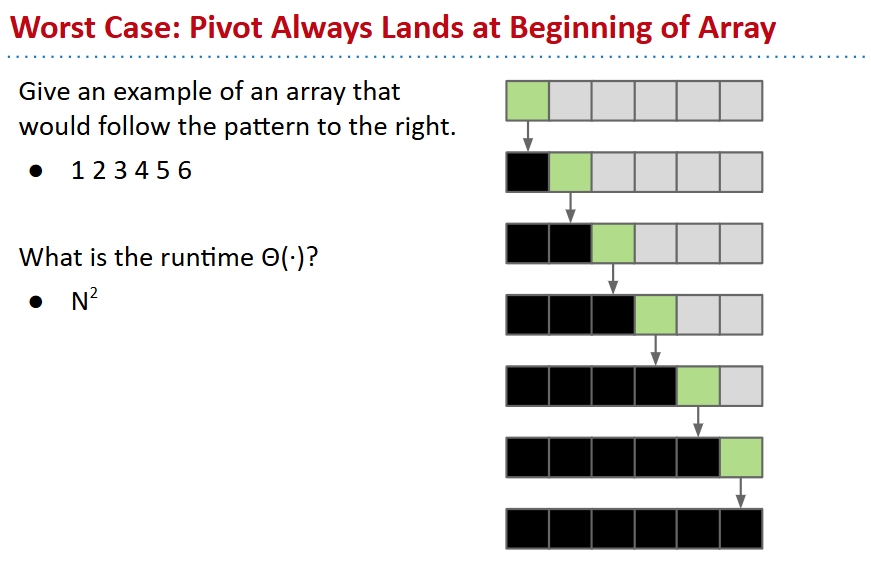 Worst Case: Pivot Always Lands at Beginning of Array
Give an example of an array that
would follow the pattern to the right.
● 1 2 3 4 5 6
What is the runtime Θ(·)?
● N²